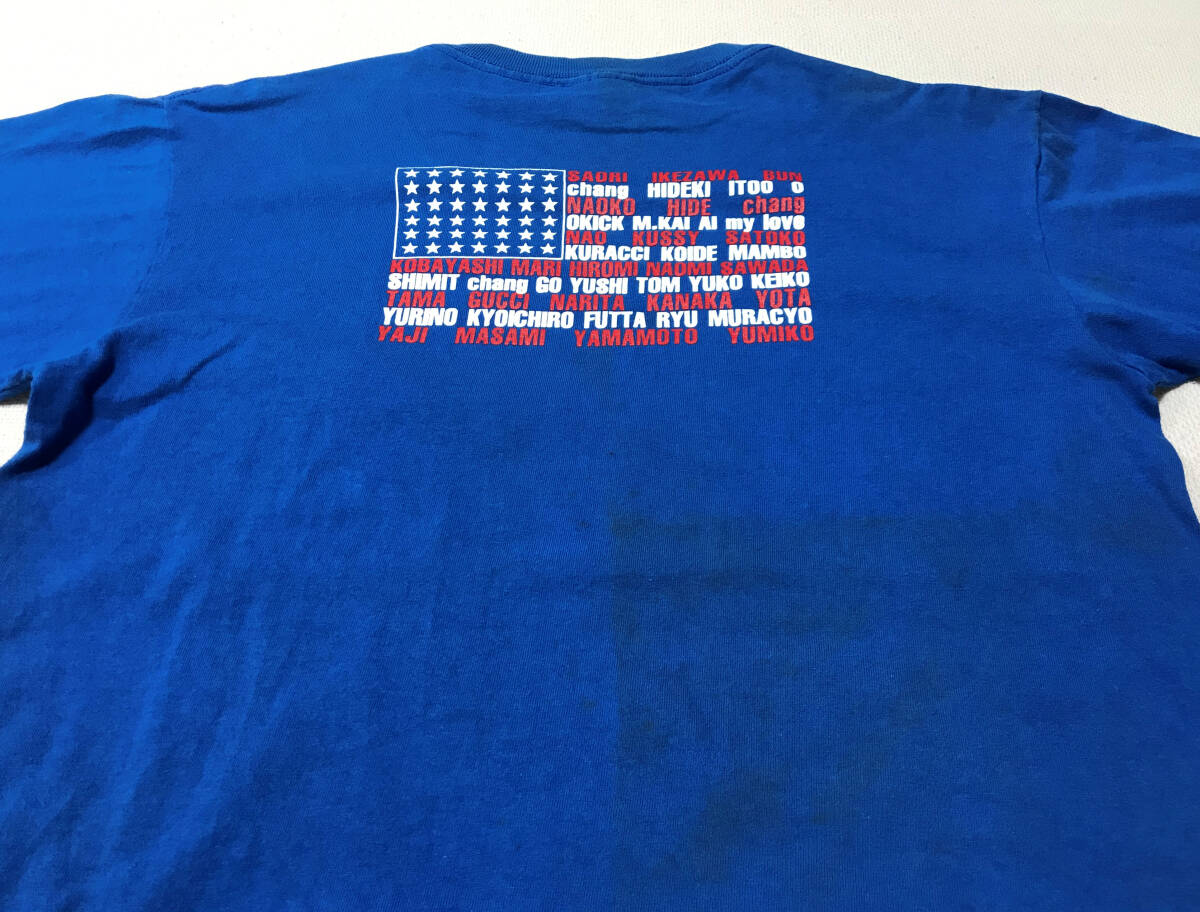 SAORI IKEZAWA BUN
chang HIDEKI ITOO o
NAOKO HIDE chang
OKICK M.KAI AI my love
NAO KUSSY SATOKO
KURACCI KOIDE MAMBO
KOBAYASHI MARI HIROMI NAOMI SAWADA
SHIMIT chang GO YUSHI TOM YUKO KEIKO
TAMA GUCCI NARITA KANAKA YOTA
YURINO KYOICHIRO FUTTA RYU MURACYO
YAJI MASAMI YAMAMOTO YUMIKO